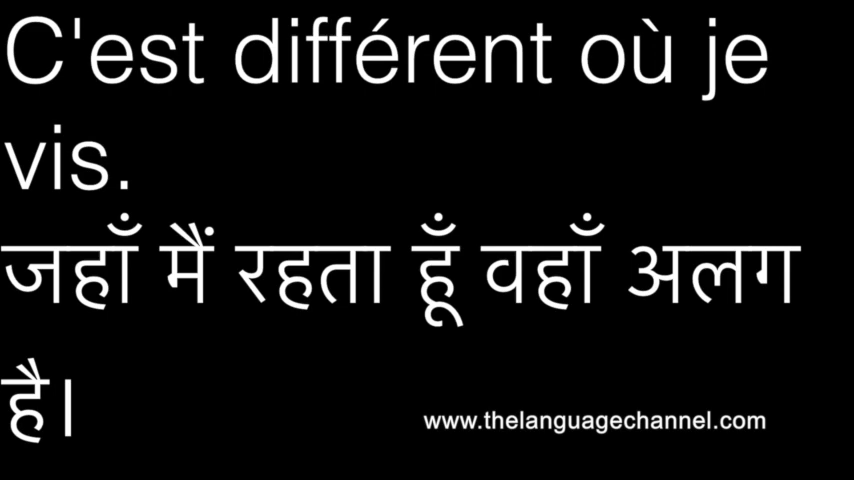 C'est différent où je
vis.
जहाँ मैं रहता हूँ वहाँ अलग
है।
www.thelanguagechannel.com